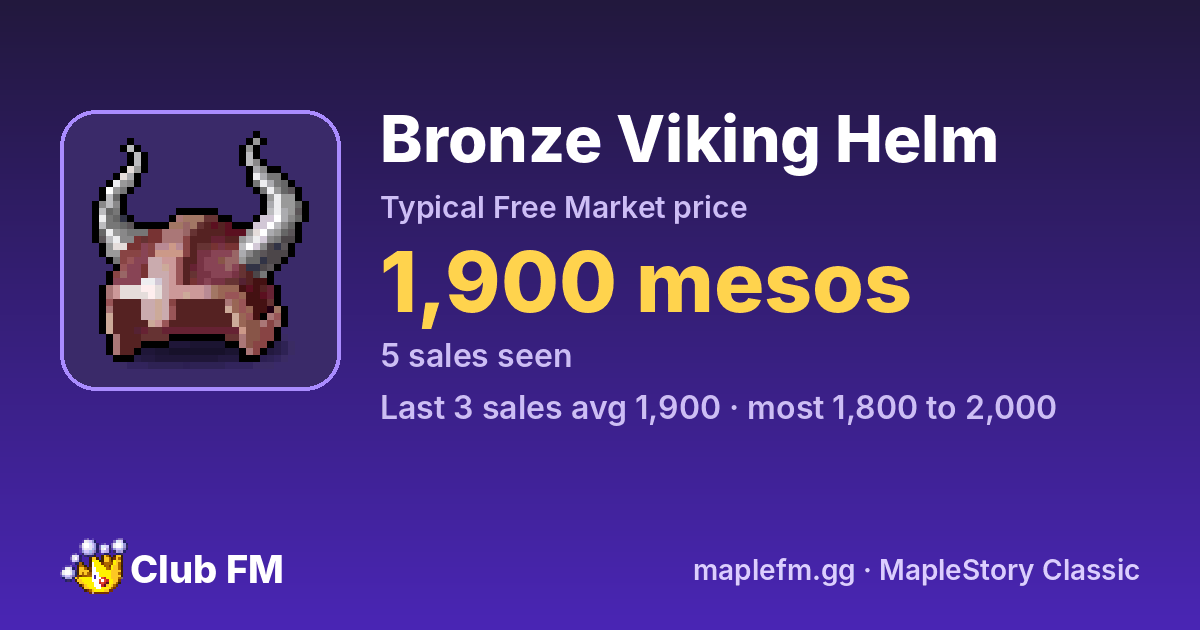 Bronze Viking Helm
Typical Free Market price
1,900 mesos
5 sales seen
Last 3 sales avg 1,900 · most 1,800 to 2,000
Club FM
maplefm.gg · MapleStory Classic